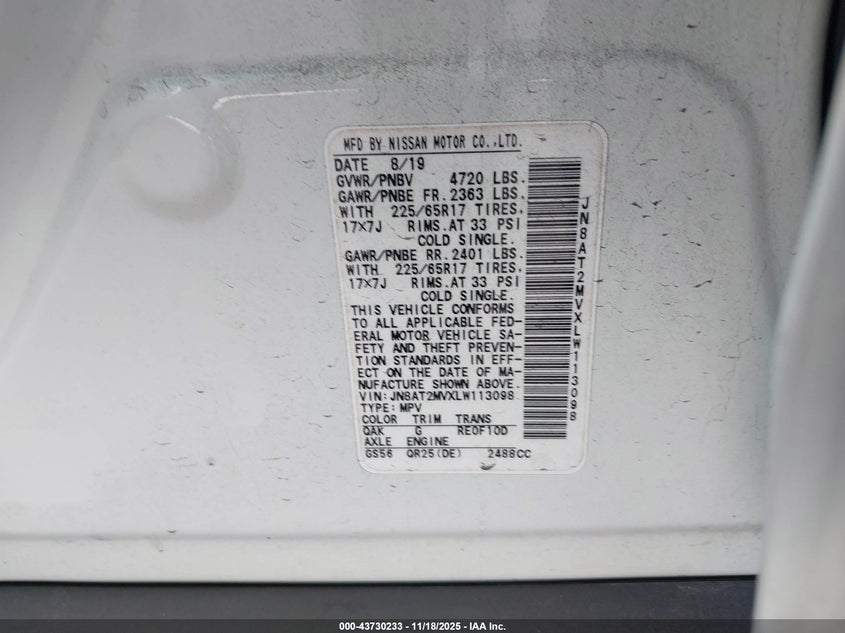 MFD BY NISSAN MOTOR CO.,LTD.
DATE 8/19
GVWR/PNBV 4720 LBS.
GAWR/PNBE FR. 2363 LBS.
WITH 225/65R17 TIRES,
17X7J RIMS.AT 33 PSI
COLD SINGLE.
GAWR/PNBE RR. 2401 LBS.
WITH 225/65R17 TIRES,
17X7J RIMS.AT 33 PSI
COLD SINGLE.
THIS VEHICLE CONFORMS
TO ALL APPLICABLE FED-
ERAL MOTOR VEHICLE SA-
FETY AND THEFT PREVEN-
TION STANDARDS IN EFF-
ECT ON THE DATE OF MA-
NUFACTURE SHOWN ABOVE.
VIN: JN8AT2MVXLW113098
TYPE: MPV
COLOR TRIM TRANS
QAK G RE0F10D
AXLE ENGINE
GS56 QR25(DE) 2488CC
JN8AT2MVXLW113098
000-43730233 - 11/18/2025 - IAA Inc.